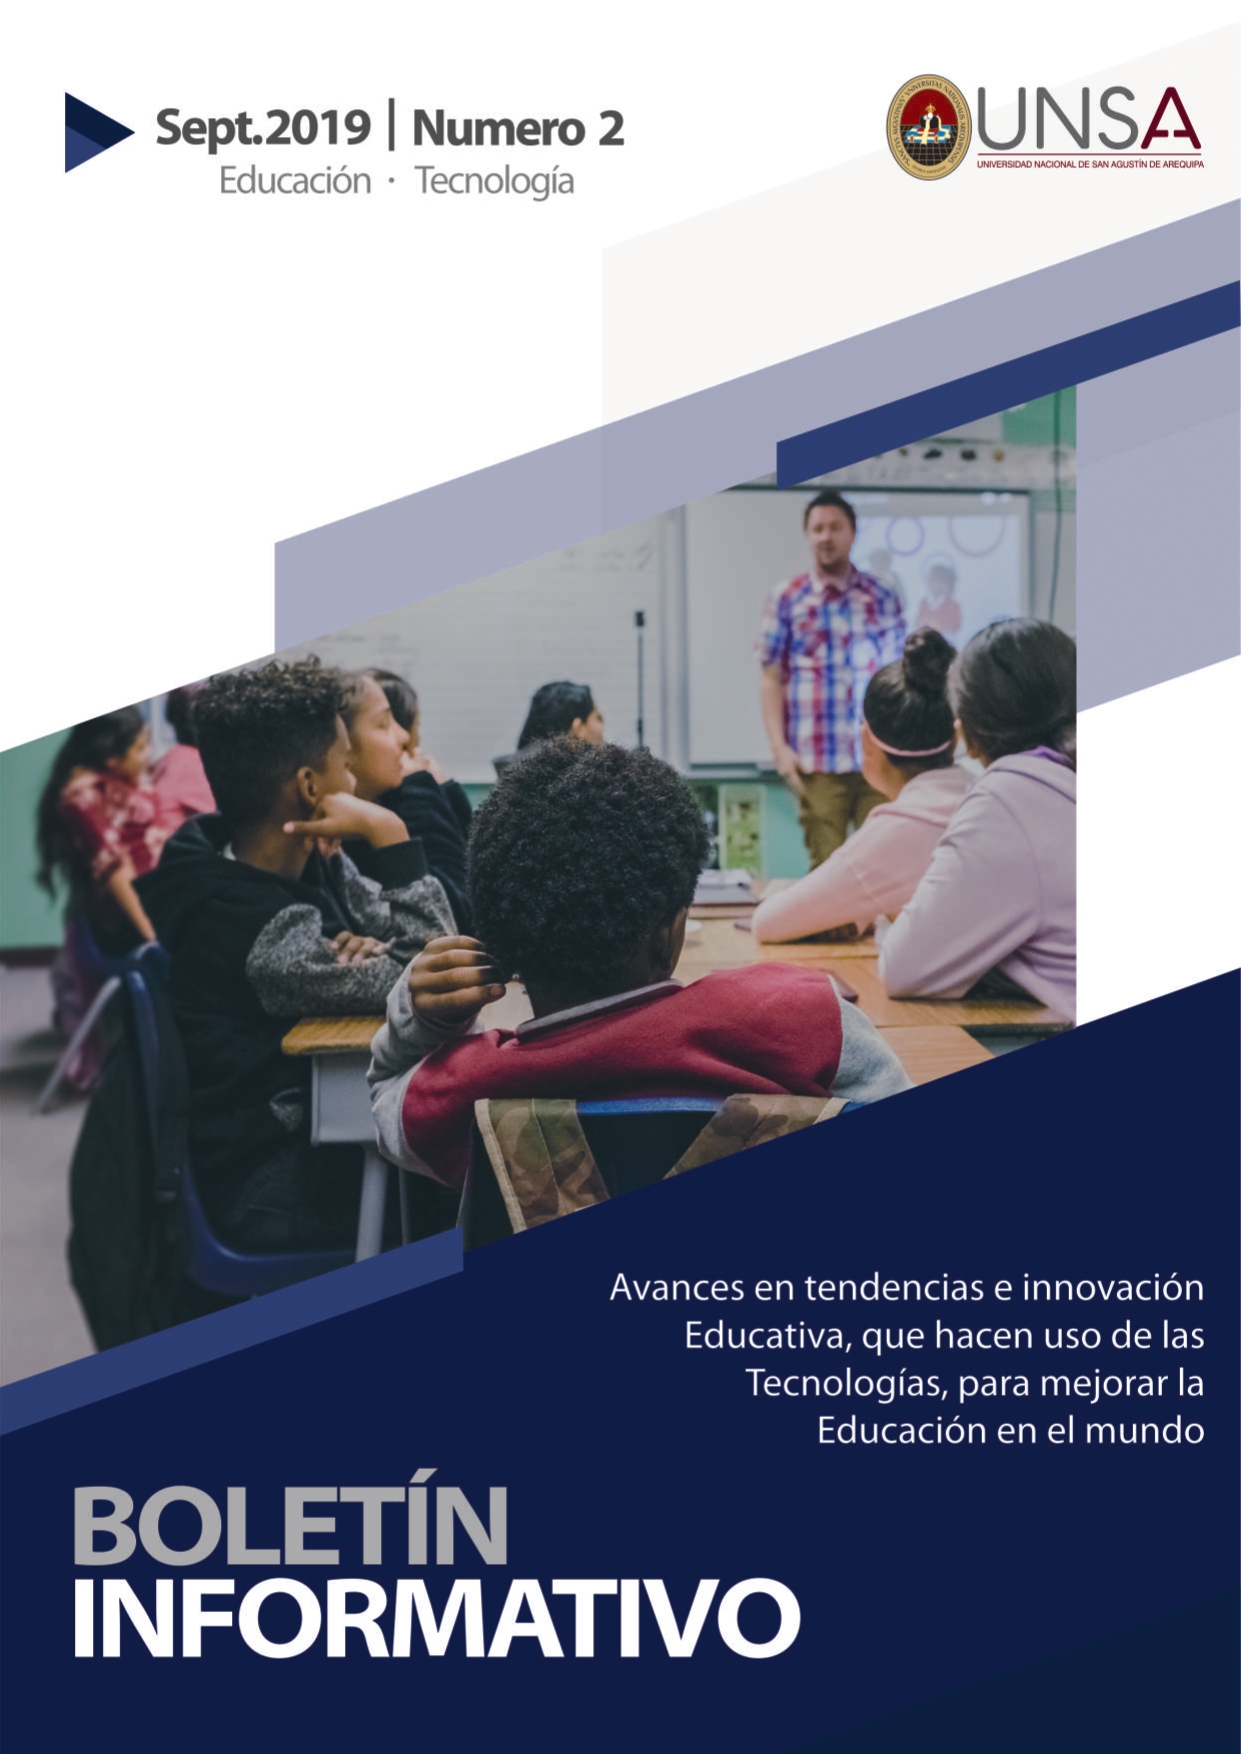 Sept.2019 | Numero 2
Educación · Tecnología
UNSA
UNIVERSIDAD NACIONAL DE SAN AGUSTÍN DE AREQUIPA
Avances en tendencias e innovación
Educativa, que hacen uso de las
Tecnologías, para mejorar la
Educación en el mundo
BOLETÍN
INFORMATIVO